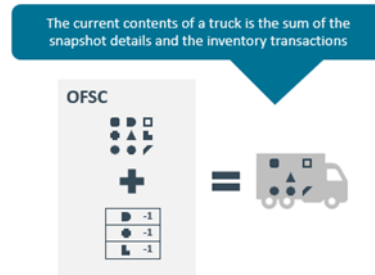 The current contents of a truck is the sum of the
snapshot details and the inventory transactions
OFSC
-1
-1
-1